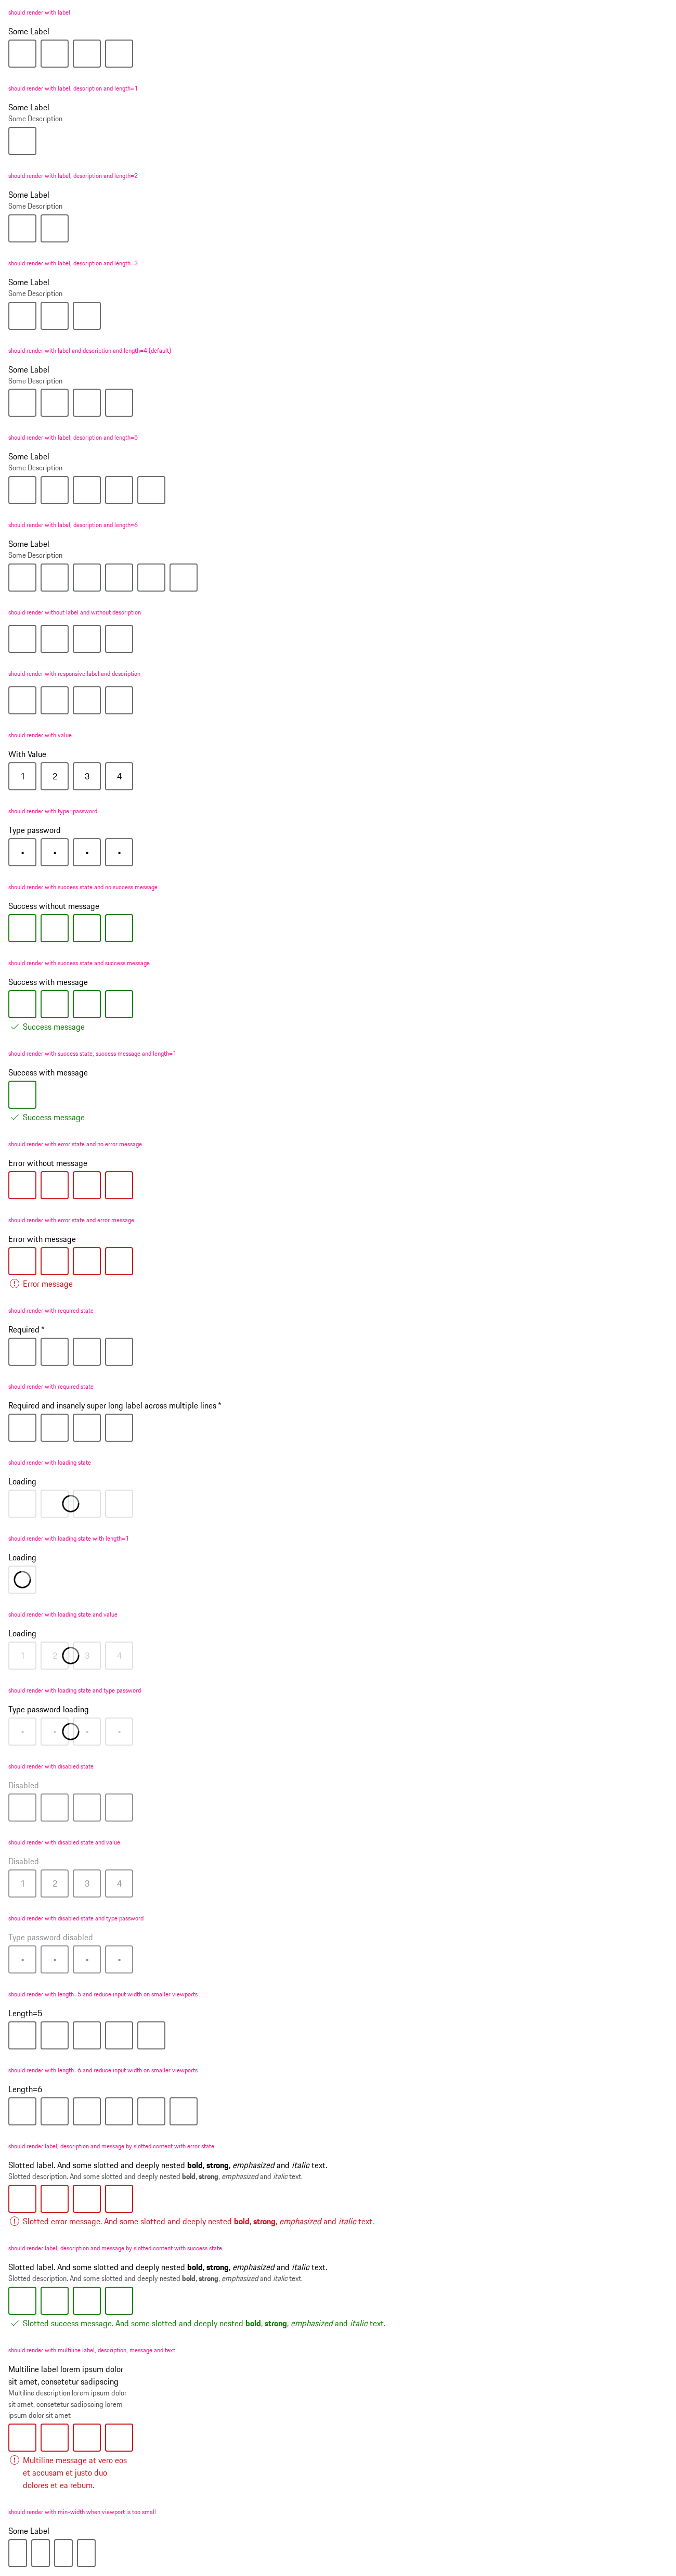 should render with label
Some Label
should render with label, description and length=1
Some Label
Some Description
should render with label, description and length=2
Some Label
Some Description
should render with label, description and length=3
Some Label
Some Description
should render with label and description and length=4 (default)
Some Label
Some Description
should render with label, description and length=5
Some Label
Some Description
should render with label, description and length=6
Some Label
Some Description
should render without label and without description
should render with responsive label and description
should render with value
With Value
1 2 3 4
should render with type=password
Type password
• • • •
should render with success state and no success message
Success without message
should render with success state and success message
Success with message
Success message
should render with success state, success message and length=1
Success with message
Success message
should render with error state and no error message
Error without message
should render with error state and error message
Error with message
Error message
should render with required state
Required *
should render with required state
Required and insanely super long label across multiple lines *
should render with loading state
Loading
should render with loading state with length=1
Loading
should render with loading state and value
Loading
1 2 3 4
should render with loading state and type password
Type password loading
• • • •
should render with disabled state
Disabled
should render with disabled state and value
Disabled
1 2 3 4
should render with disabled state and type password
Type password disabled
• • • •
should render with length=5 and reduce input width on smaller viewports
Length=5
should render with length=6 and reduce input width on smaller viewports
Length=6
should render label, description and message by slotted content with error state
Slotted label. And some slotted and deeply nested bold, strong, emphasized and italic text.
Slotted description. And some slotted and deeply nested bold, strong, emphasized and italic text.
Slotted error message. And some slotted and deeply nested bold, strong, emphasized and italic text.
should render label, description and message by slotted content with success state
Slotted label. And some slotted and deeply nested bold, strong, emphasized and italic text.
Slotted description. And some slotted and deeply nested bold, strong, emphasized and italic text.
Slotted success message. And some slotted and deeply nested bold, strong, emphasized and italic text.
should render with multiline label, description, message and text
Multiline label lorem ipsum dolor
sit amet, consetetur sadipscing
Multiline description lorem ipsum dolor
sit amet, consetetur sadipscing lorem
ipsum dolor sit amet
Multiline message at vero eos
et accusam et justo duo
dolores et ea rebum.
should render with min-width when viewport is too small
Some Label